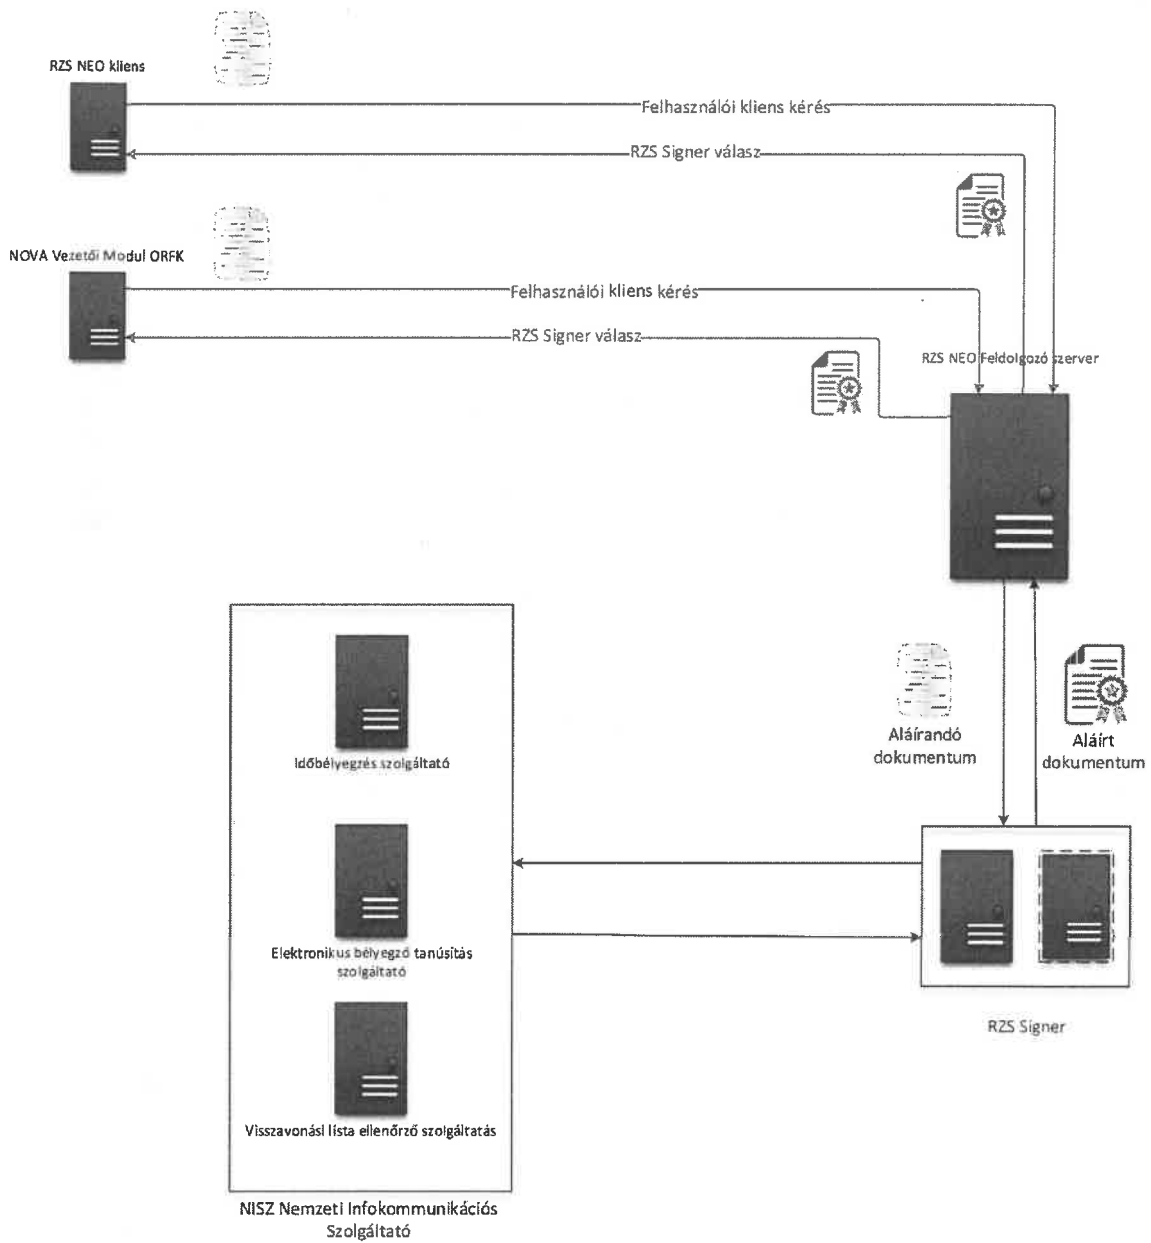 RZS NEO kliens
Felhasználói kliens kérés
RZS Signer válasz
NOVA Vezetői Modul ORFK
Felhasználói kliens kérés
RZS Signer válasz
RZS NEO Feldolgozó szerver
Aláírandó
dokumentum
Aláírt
dokumentum
Időbélyegzés szolgáltató
Elektronikus bélyegző tanúsítás
szolgáltató
Visszavonási lista ellenőrző szolgáltatás
RZS Signer
NISZ Nemzeti Infokommunikációs
Szolgáltató